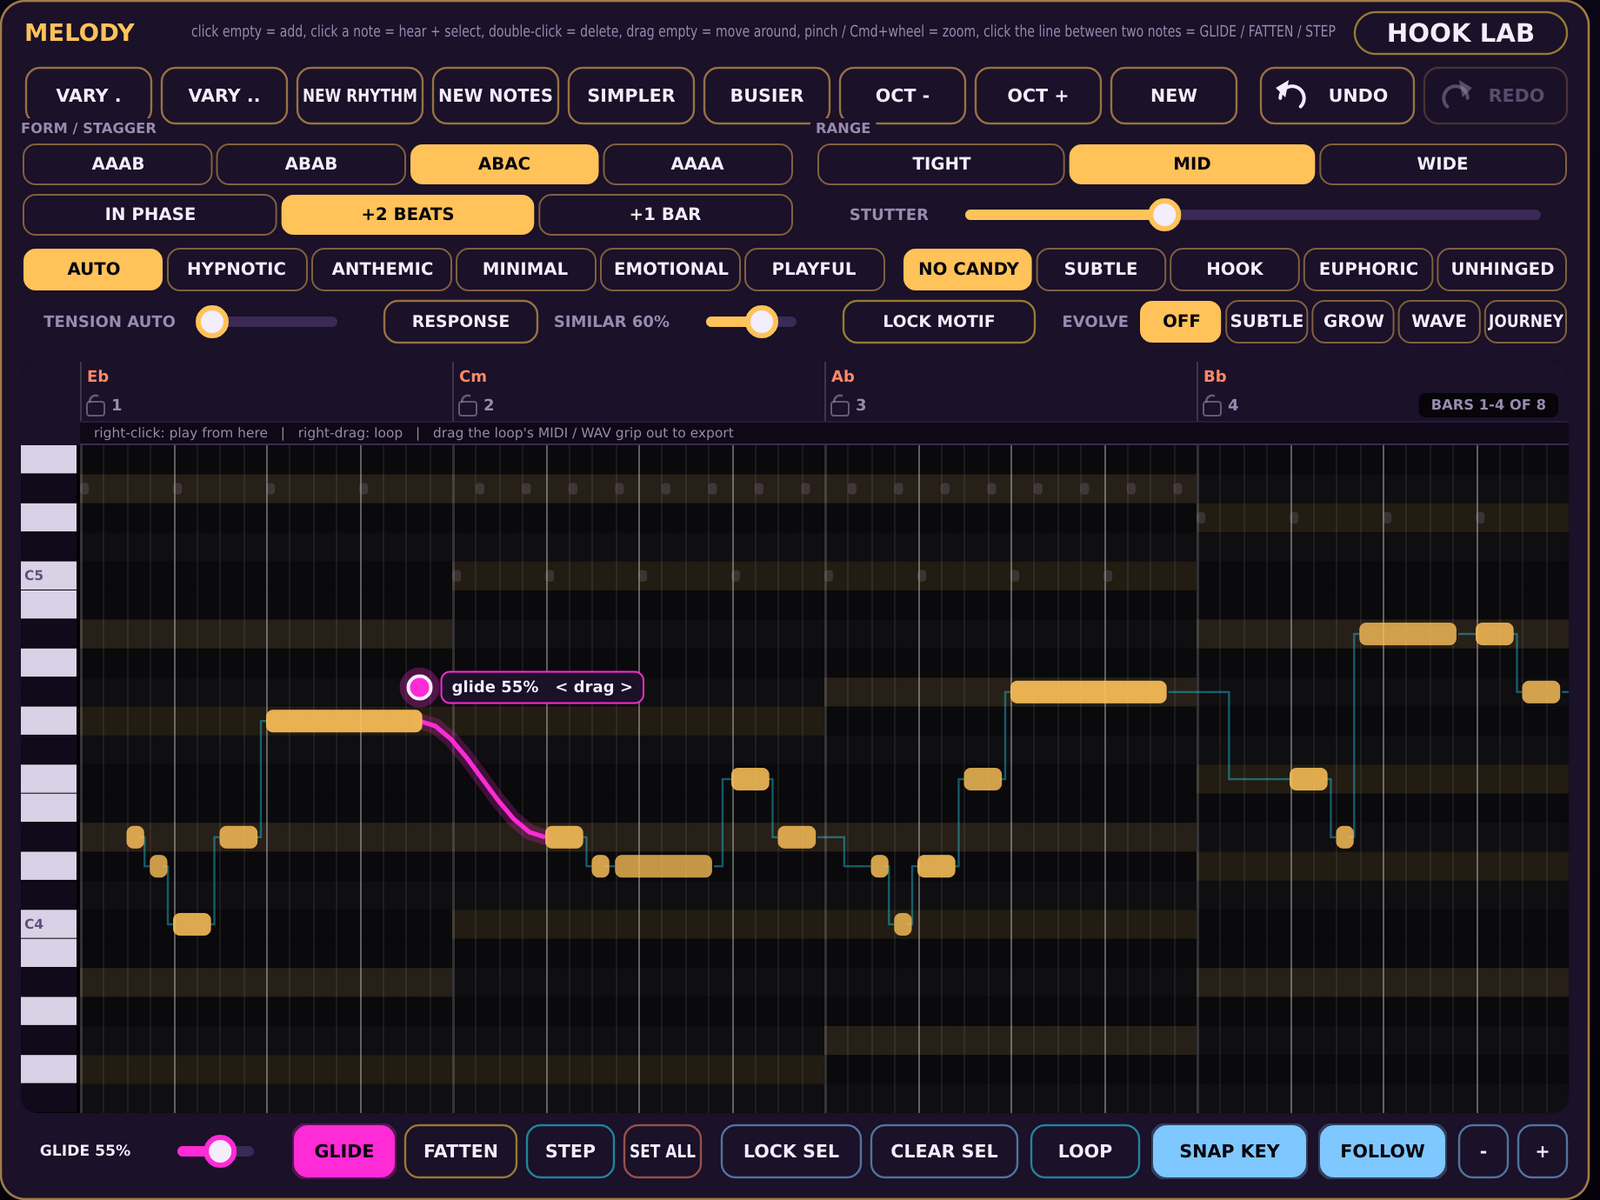 MELODY
click empty = add, click a note = hear + select, double-click = delete, drag empty = move around, pinch / Cmd+wheel = zoom, click the line between two notes = GLIDE / FATTEN / STEP
HOOK LAB
VARY . VARY .. NEW RHYTHM NEW NOTES SIMPLER BUSIER OCT - OCT + NEW UNDO REDO
FORM / STAGGER RANGE
AAAB ABAB ABAC AAAA TIGHT MID WIDE
IN PHASE +2 BEATS +1 BAR STUTTER
AUTO HYPNOTIC ANTHEMIC MINIMAL EMOTIONAL PLAYFUL NO CANDY SUBTLE HOOK EUPHORIC UNHINGED
TENSION AUTO RESPONSE SIMILAR 60% LOCK MOTIF EVOLVE OFF SUBTLE GROW WAVE JOURNEY
Eb Cm Ab Bb
1 2 3 4 BARS 1-4 OF 8
right-click: play from here | right-drag: loop | drag the loop's MIDI / WAV grip out to export
C5
glide 55% < drag >
C4
GLIDE 55% GLIDE FATTEN STEP SET ALL LOCK SEL CLEAR SEL LOOP SNAP KEY FOLLOW - +